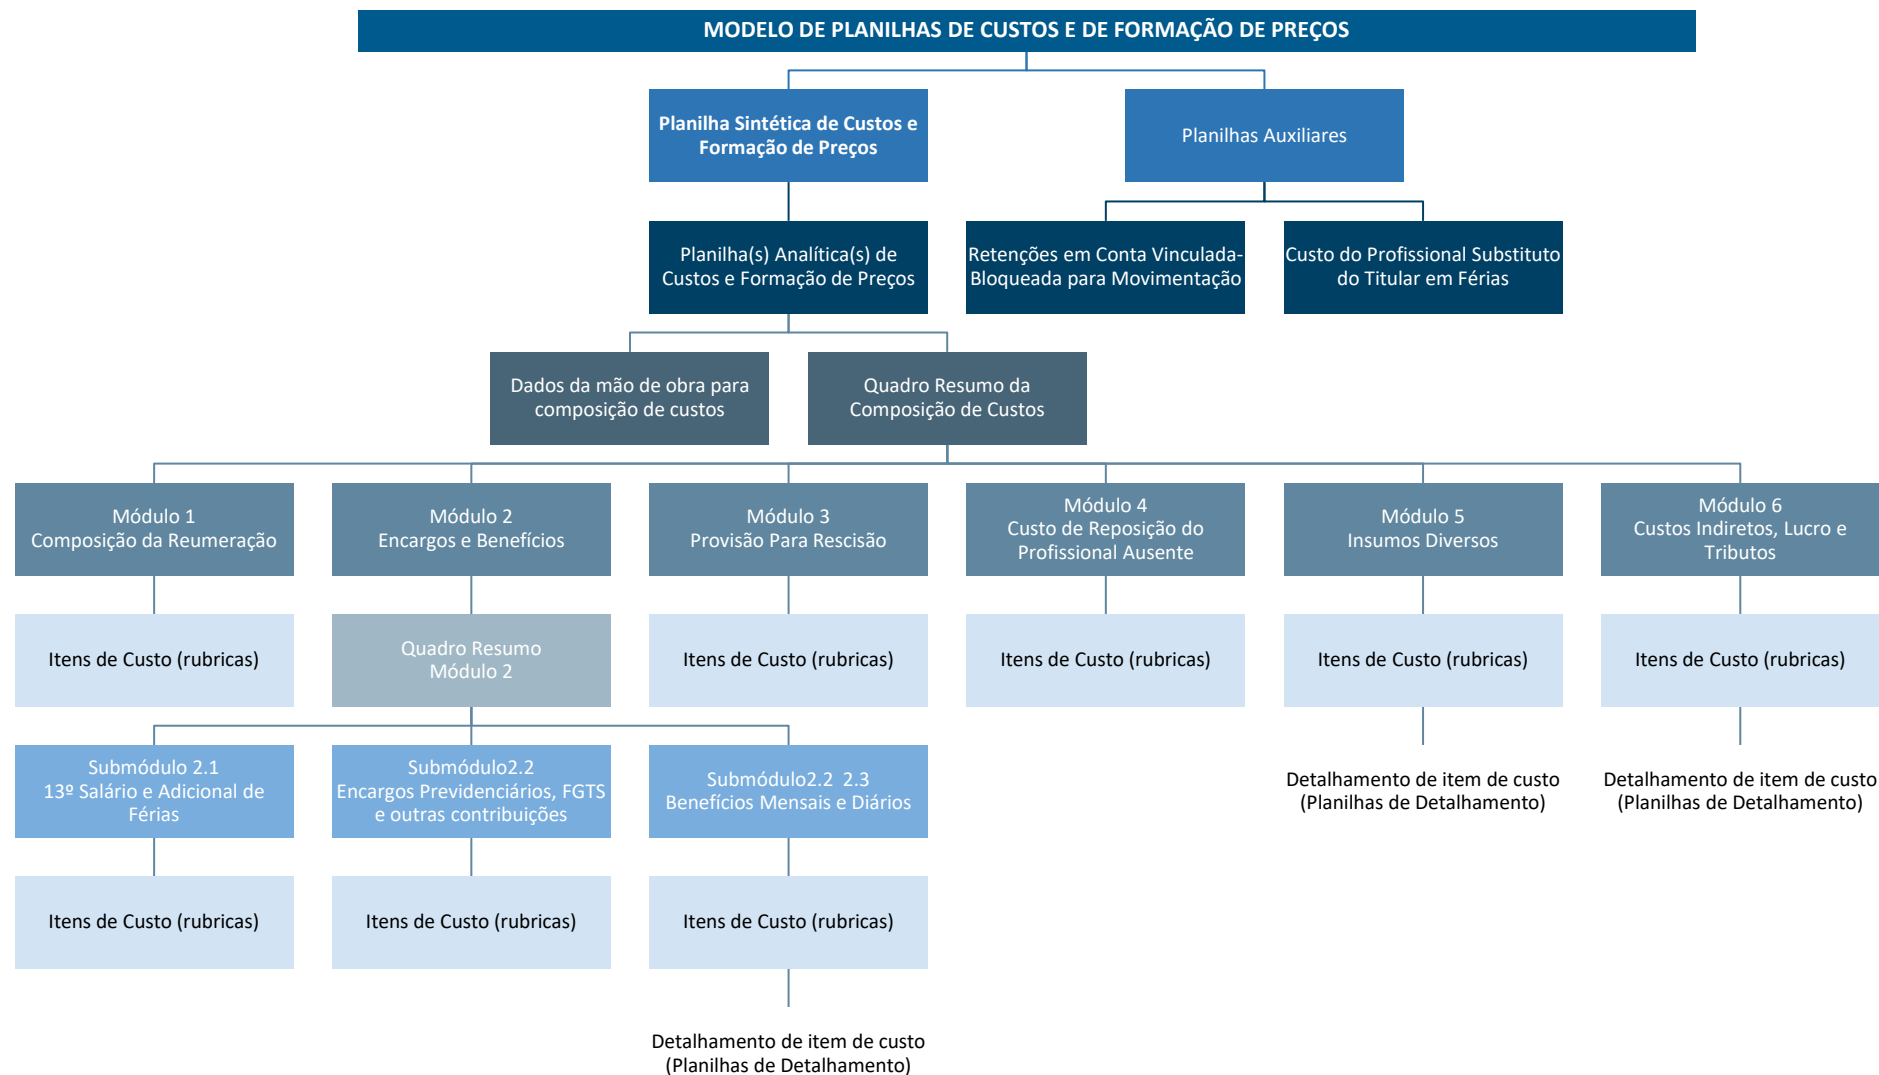 MODELO DE PLANILHAS DE CUSTOS E DE FORMAÇÃO DE PREÇOS
Planilha Sintética de Custos e
Formação de Preços
Planilhas Auxiliares
Planilha(s) Analítica(s) de
Custos e Formação de Preços
Retenções em Conta Vinculada-
Bloqueada para Movimentação
Custo do Profissional Substituto
do Titular em Férias
Dados da mão de obra para
composição de custos
Quadro Resumo da
Composição de Custos
Módulo 1
Composição da Reumeração
Módulo 2
Encargos e Benefícios
Módulo 3
Provisão Para Rescisão
Módulo 4
Custo de Reposição do
Profissional Ausente
Módulo 5
Insumos Diversos
Módulo 6
Custos Indiretos, Lucro e
Tributos
Itens de Custo (rubricas)
Quadro Resumo
Módulo 2
Itens de Custo (rubricas)
Itens de Custo (rubricas)
Itens de Custo (rubricas)
Itens de Custo (rubricas)
Submódulo 2.1
13º Salário e Adicional de
Férias
Submódulo2.2
Encargos Previdenciários, FGTS
e outras contribuições
Submódulo2.2  2.3
Benefícios Mensais e Diários
Detalhamento de item de custo
(Planilhas de Detalhamento)
Detalhamento de item de custo
(Planilhas de Detalhamento)
Itens de Custo (rubricas)
Itens de Custo (rubricas)
Itens de Custo (rubricas)
Detalhamento de item de custo
(Planilhas de Detalhamento)